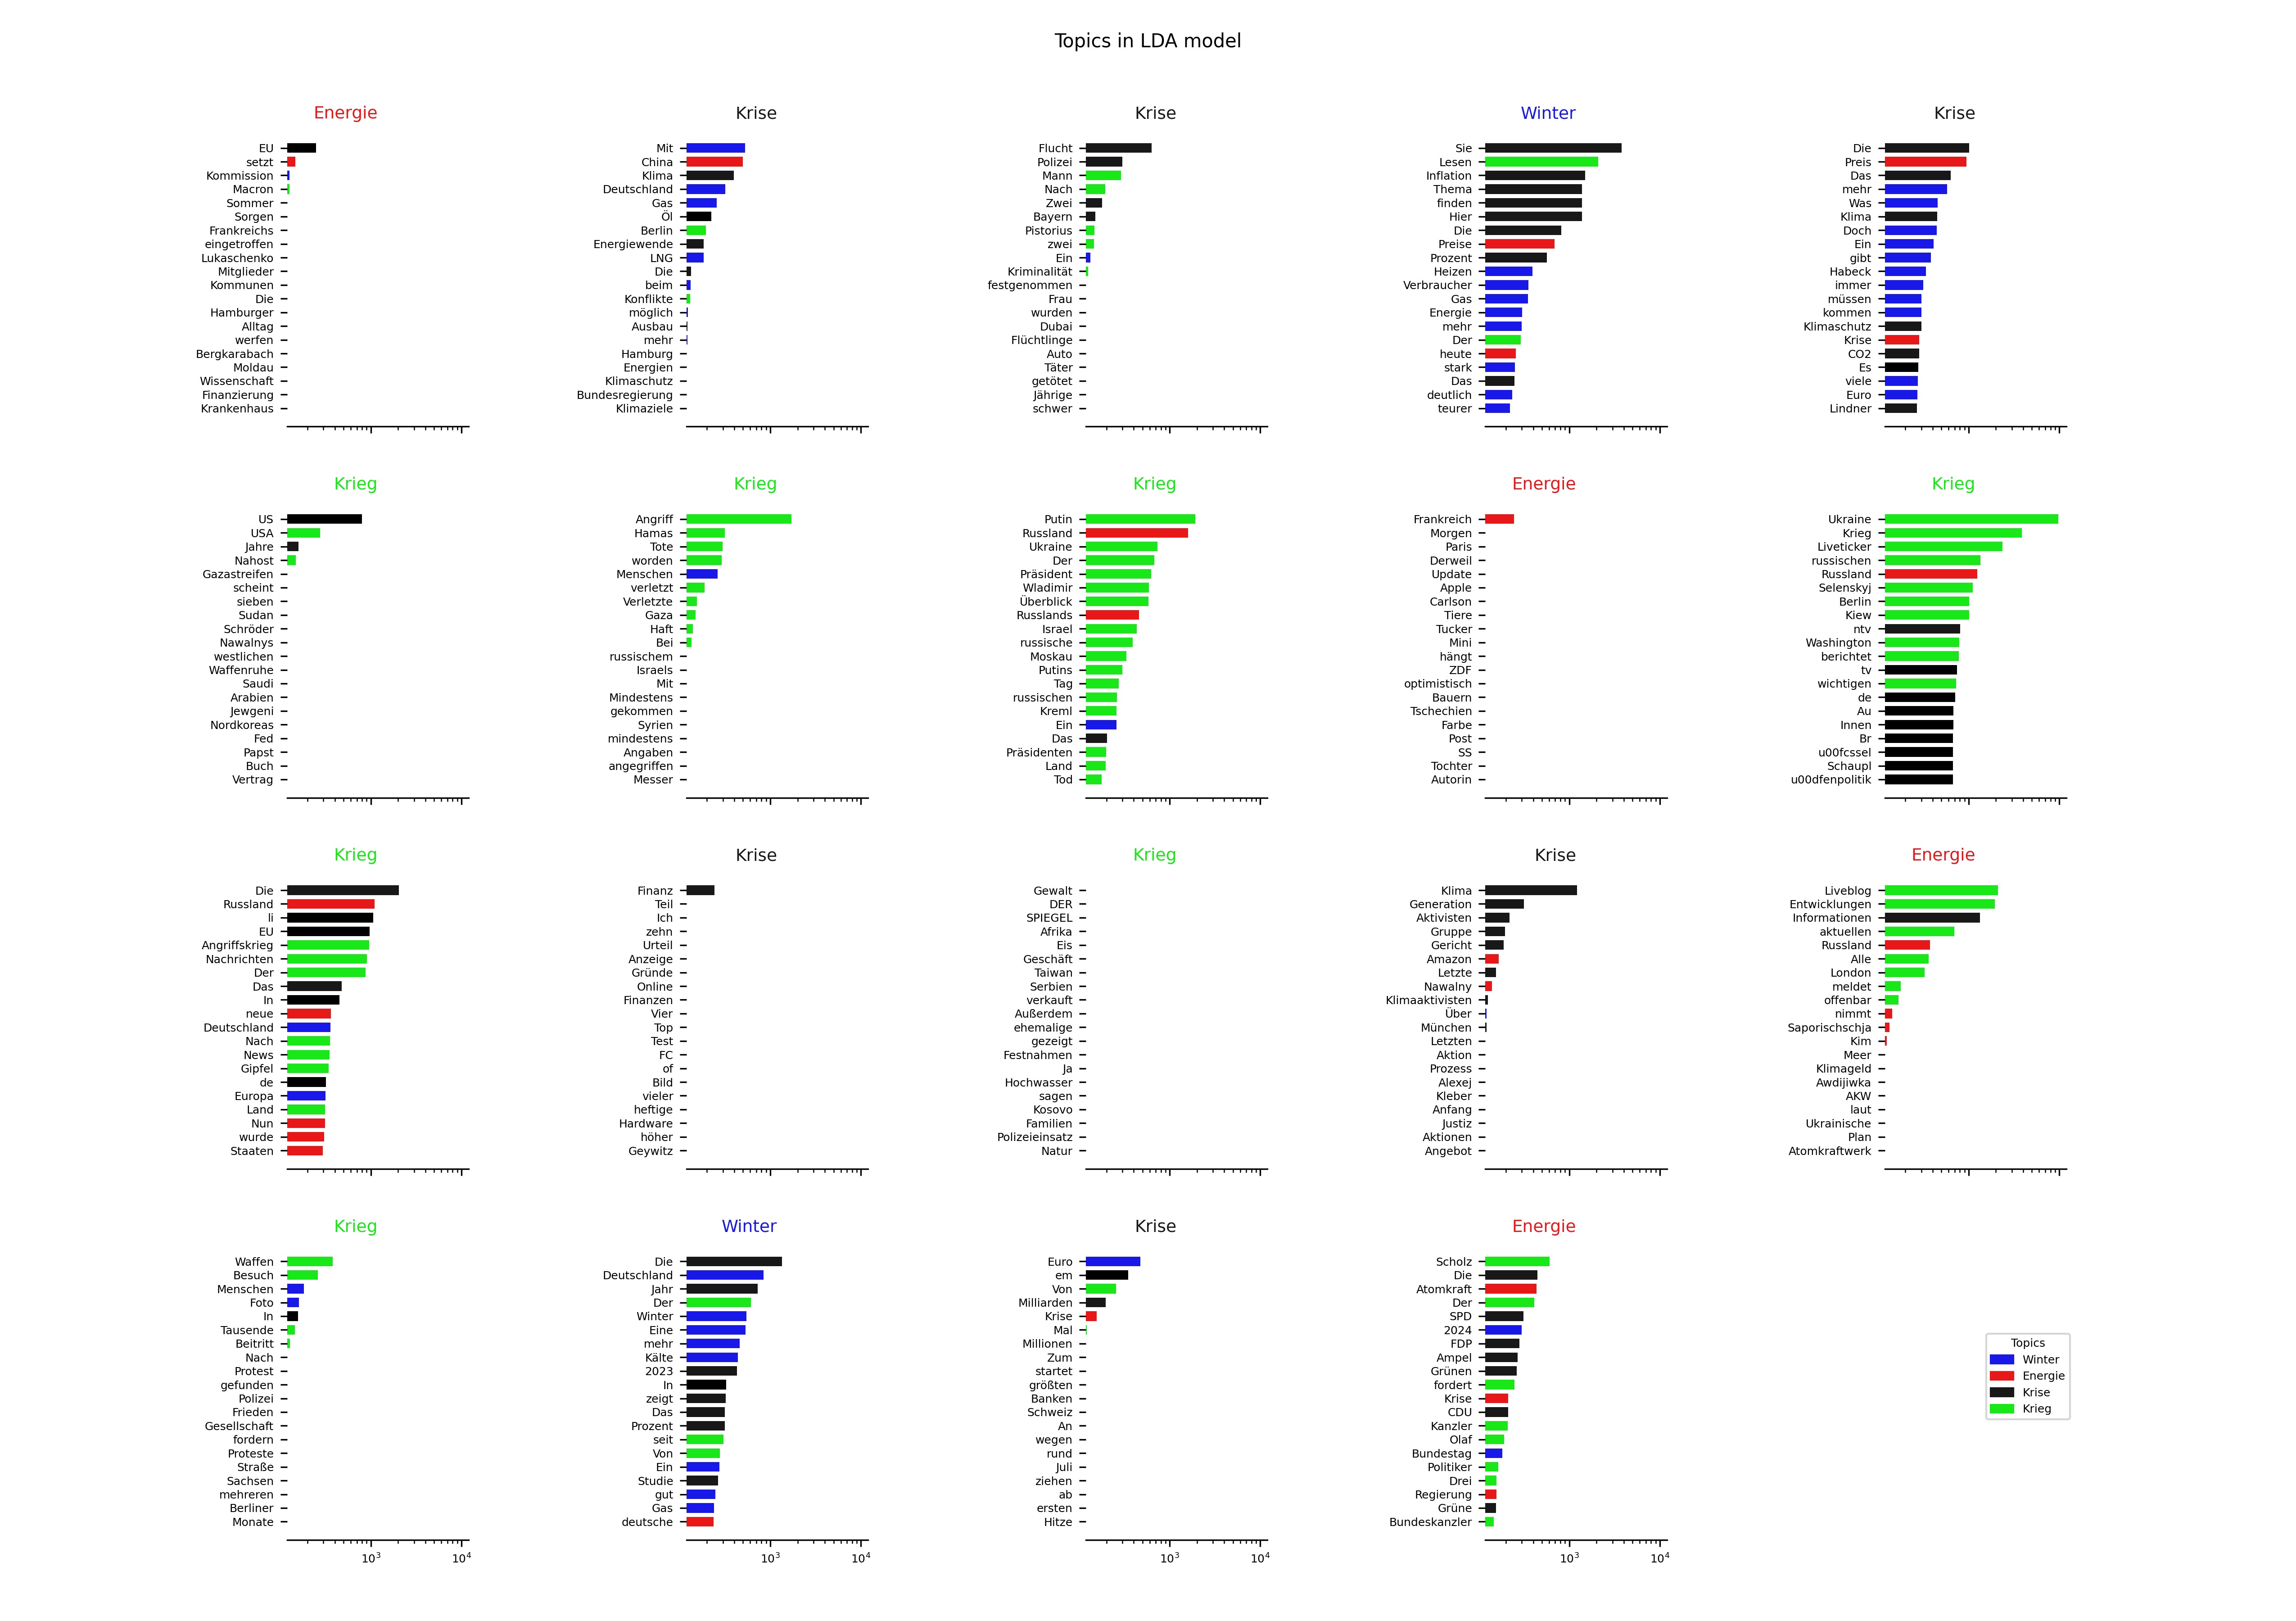 Topics in LDA model
Energie
EU
setzt
Kommission
Macron
Sommer
Sorgen
Frankreichs
eingetroffen
Lukaschenko
Mitglieder
Kommunen
Die
Hamburger
Alltag
werfen
Bergkarabach
Moldau
Wissenschaft
Finanzierung
Krankenhaus
Krise
Mit
China
Klima
Deutschland
Gas
Öl
Berlin
Energiewende
LNG
Die
beim
Konflikte
möglich
Ausbau
mehr
Hamburg
Energien
Klimaschutz
Bundesregierung
Klimaziele
Krise
Flucht
Polizei
Mann
Nach
Zwei
Bayern
Pistorius
zwei
Ein
Kriminalität
festgenommen
Frau
wurden
Dubai
Flüchtlinge
Auto
Täter
getötet
Jährige
schwer
Winter
Sie
Lesen
Inflation
Thema
finden
Hier
Die
Preise
Prozent
Heizen
Verbraucher
Gas
Energie
mehr
Der
heute
stark
Das
deutlich
teurer
Krise
Die
Preis
Das
mehr
Was
Klima
Doch
Ein
gibt
Habeck
immer
müssen
kommen
Klimaschutz
Krise
CO2
Es
viele
Euro
Lindner
Krieg
US
USA
Jahre
Nahost
Gazastreifen
scheint
sieben
Sudan
Schröder
Nawalnys
westlichen
Waffenruhe
Saudi
Arabien
Jewgeni
Nordkoreas
Fed
Papst
Buch
Vertrag
Krieg
Angriff
Hamas
Tote
worden
Menschen
verletzt
Verletzte
Gaza
Haft
Bei
russischem
Israels
Mit
Mindestens
gekommen
Syrien
mindestens
Angaben
angegriffen
Messer
Krieg
Putin
Russland
Ukraine
Der
Präsident
Wladimir
Überblick
Russlands
Israel
russische
Moskau
Putins
Tag
russischen
Kreml
Ein
Das
Präsidenten
Land
Tod
Energie
Frankreich
Morgen
Paris
Derweil
Update
Apple
Carlson
Tiere
Tucker
Mini
hängt
ZDF
optimistisch
Bauern
Tschechien
Farbe
Post
SS
Tochter
Autorin
Krieg
Ukraine
Krieg
Liveticker
russischen
Russland
Selenskyj
Berlin
Kiew
ntv
Washington
berichtet
tv
wichtigen
de
Au
Innen
Br
u00fcssel
Schaupl
u00dfenpolitik
Krieg
Die
Russland
li
EU
Angriffskrieg
Nachrichten
Der
Das
In
neue
Deutschland
Nach
News
Gipfel
de
Europa
Land
Nun
wurde
Staaten
Krise
Finanz
Teil
Ich
zehn
Urteil
Anzeige
Gründe
Online
Finanzen
Vier
Top
Test
FC
of
Bild
vieler
heftige
Hardware
höher
Geywitz
Krieg
Gewalt
DER
SPIEGEL
Afrika
Eis
Geschäft
Taiwan
Serbien
verkauft
Außerdem
ehemalige
gezeigt
Festnahmen
Ja
Hochwasser
sagen
Kosovo
Familien
Polizeieinsatz
Natur
Krise
Klima
Generation
Aktivisten
Gruppe
Gericht
Amazon
Letzte
Nawalny
Klimaaktivisten
Über
München
Letzten
Aktion
Prozess
Alexej
Kleber
Anfang
Justiz
Aktionen
Angebot
Energie
Liveblog
Entwicklungen
Informationen
aktuellen
Russland
Alle
London
meldet
offenbar
nimmt
Saporischschja
Kim
Meer
Klimageld
Awdijiwka
AKW
laut
Ukrainische
Plan
Atomkraftwerk
Krieg
Waffen
Besuch
Menschen
Foto
In
Tausende
Beitritt
Nach
Protest
gefunden
Polizei
Frieden
Gesellschaft
fordern
Proteste
Straße
Sachsen
mehreren
Berliner
Monate
10³ 10⁴
Winter
Die
Deutschland
Jahr
Der
Winter
Eine
mehr
Kälte
2023
In
zeigt
Das
Prozent
seit
Von
Ein
Studie
gut
Gas
deutsche
10³ 10⁴
Krise
Euro
em
Von
Milliarden
Krise
Mal
Millionen
Zum
startet
größten
Banken
Schweiz
An
wegen
rund
Juli
ziehen
ab
ersten
Hitze
10³ 10⁴
Energie
Scholz
Die
Atomkraft
Der
SPD
2024
FDP
Ampel
Grünen
fordert
Krise
CDU
Kanzler
Olaf
Bundestag
Politiker
Drei
Regierung
Grüne
Bundeskanzler
10³ 10⁴
Topics
Winter
Energie
Krise
Krieg